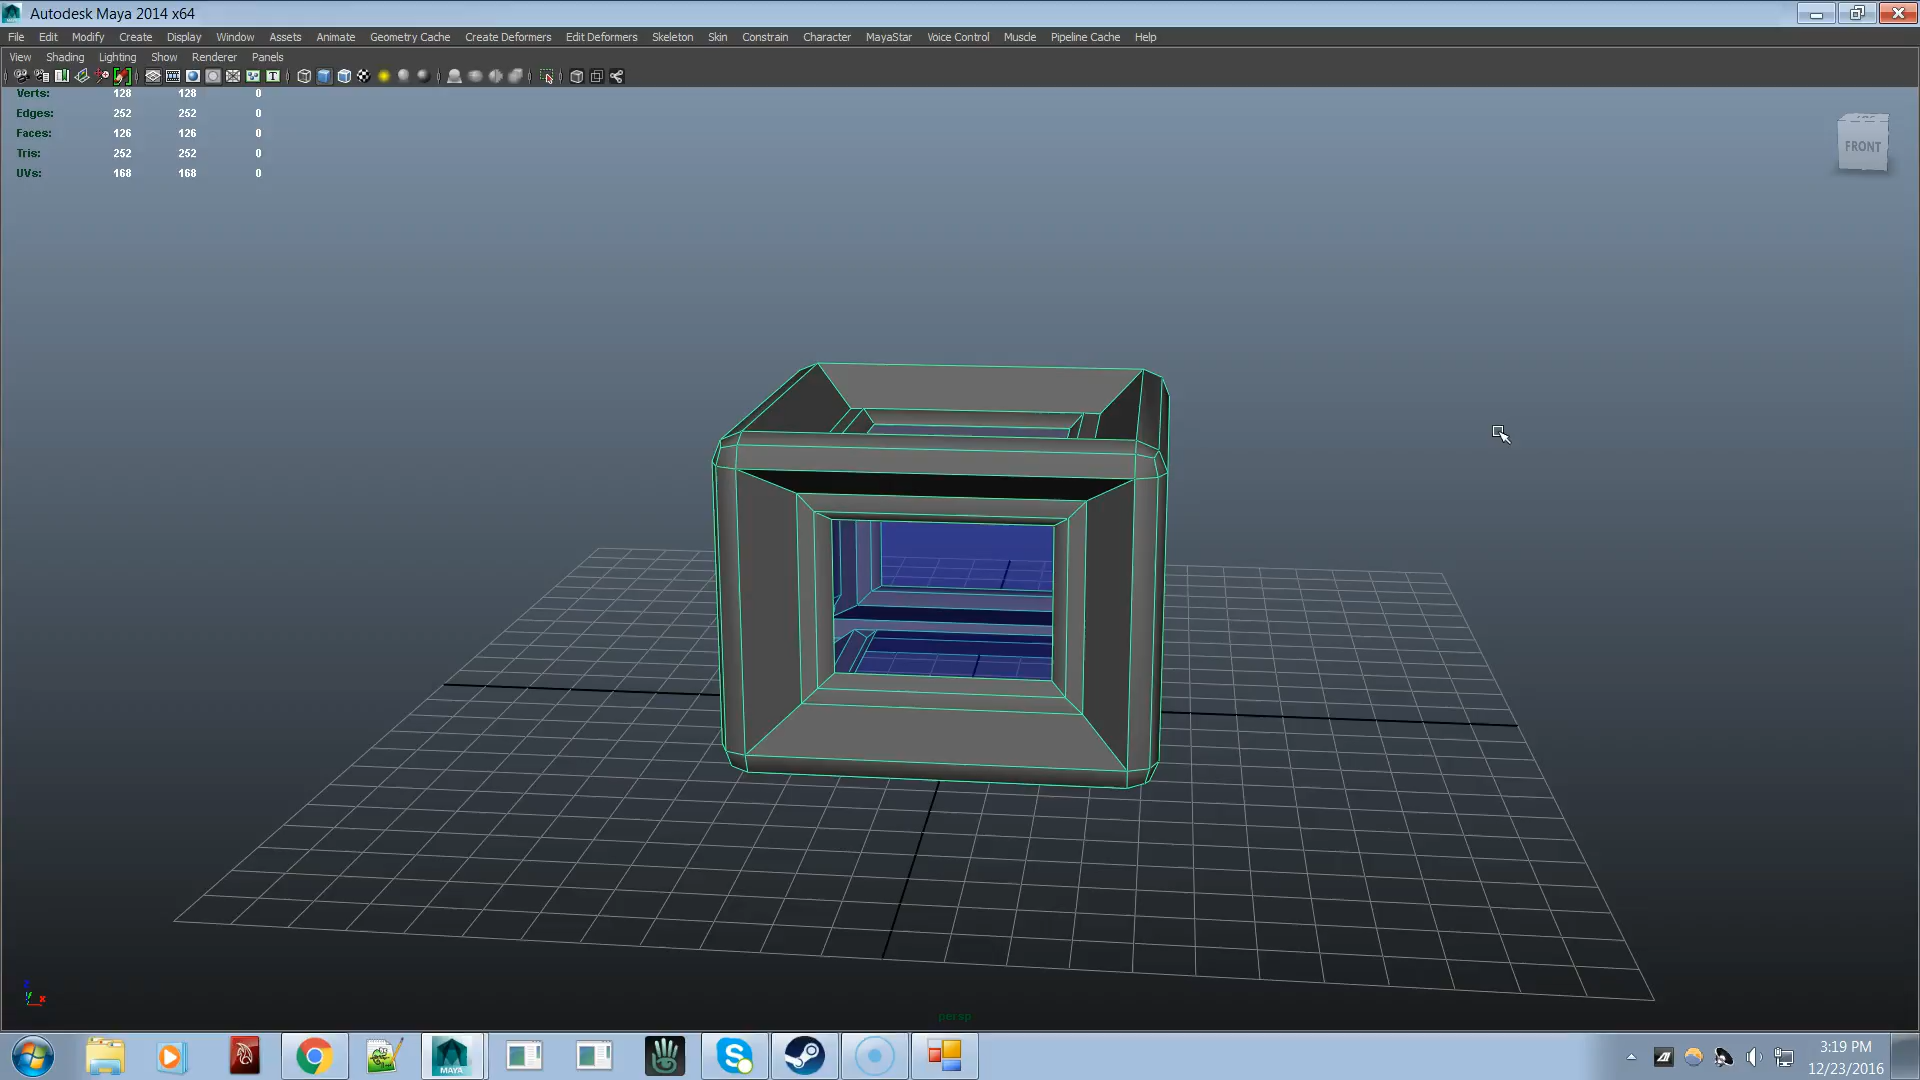 Autodesk Maya 2014 x64
File Edit Modify Create Display Window Assets Animate Geometry Cache Create Deformers Edit Deformers Skeleton Skin Constrain Character MayaStar Voice Control Muscle Pipeline Cache Help
View Shading Lighting Show Renderer Panels
Verts: 128 128 0
Edges: 252 252 0
Faces: 126 126 0
Tris: 252 252 0
UVs: 168 168 0
FRONT
y x
persp
MAYA
3:19 PM
12/23/2016